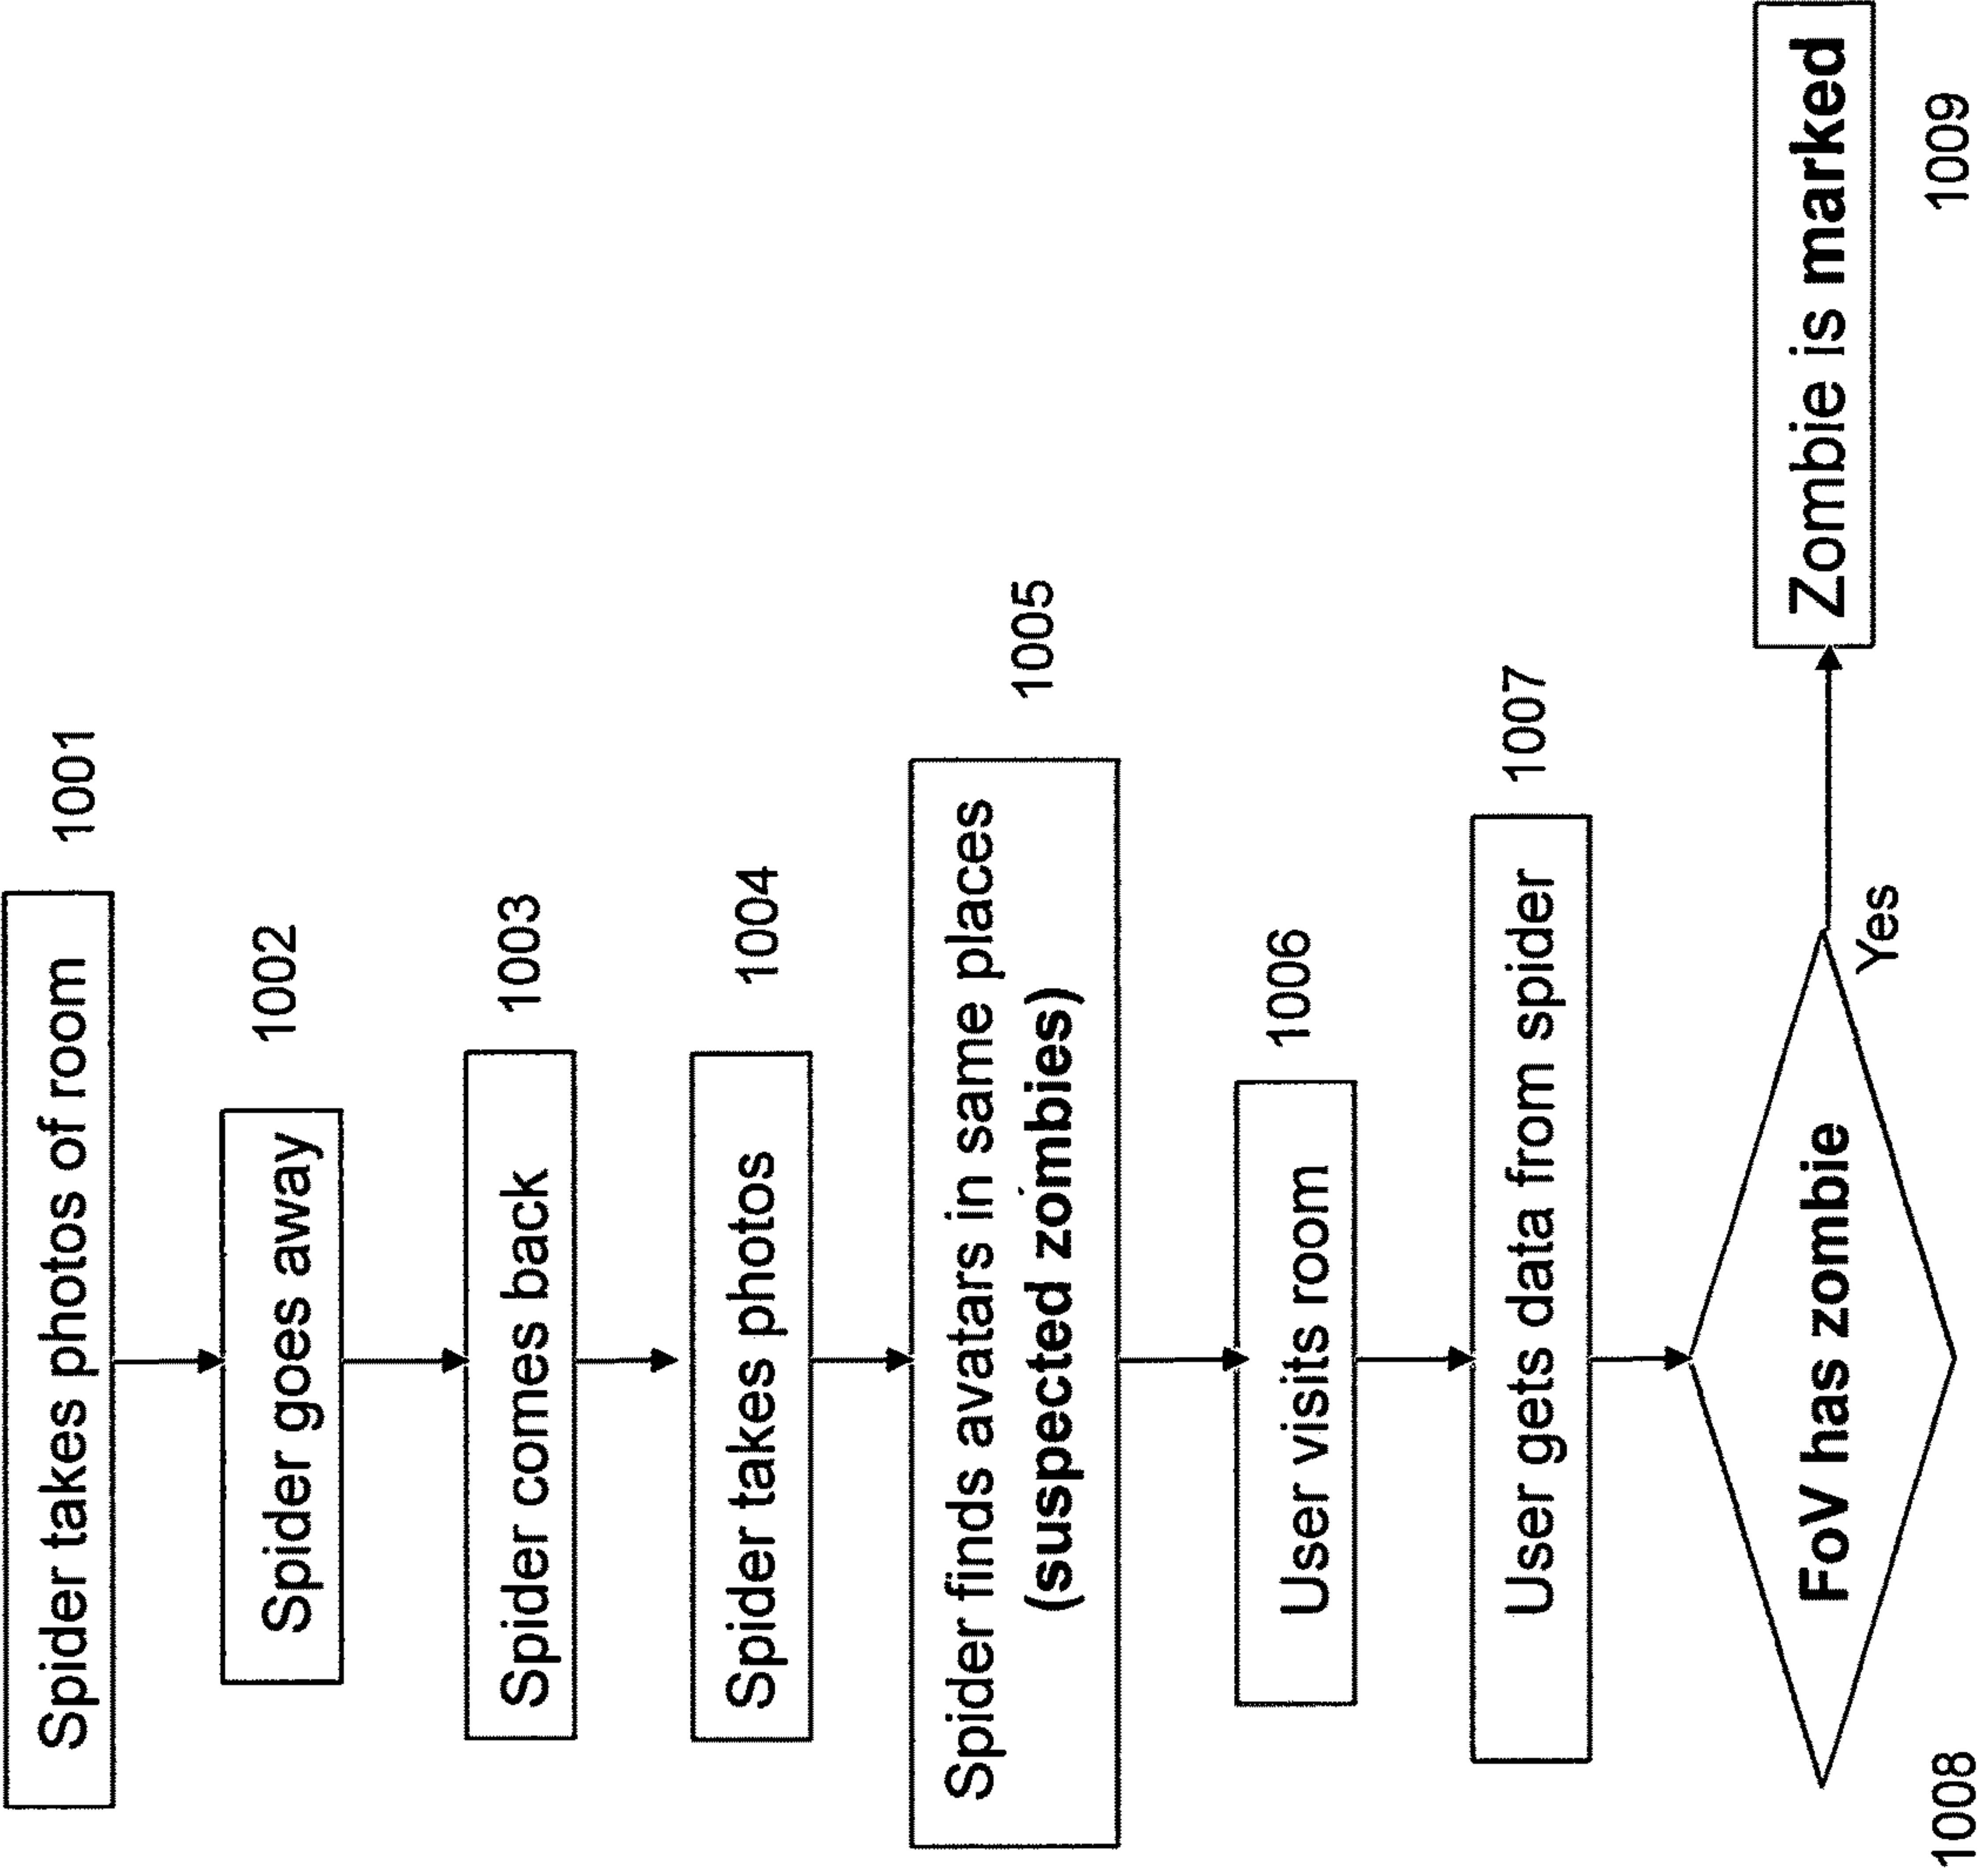 Spider takes photos of room
1001
Spider goes away
1002
Spider comes back
1003
Spider takes photos
1004
Spider finds avatars in same places
(suspected zombies)
1005
User visits room
1006
User gets data from spider
1007
FoV has zombie
1008
Yes
Zombie is marked
1009